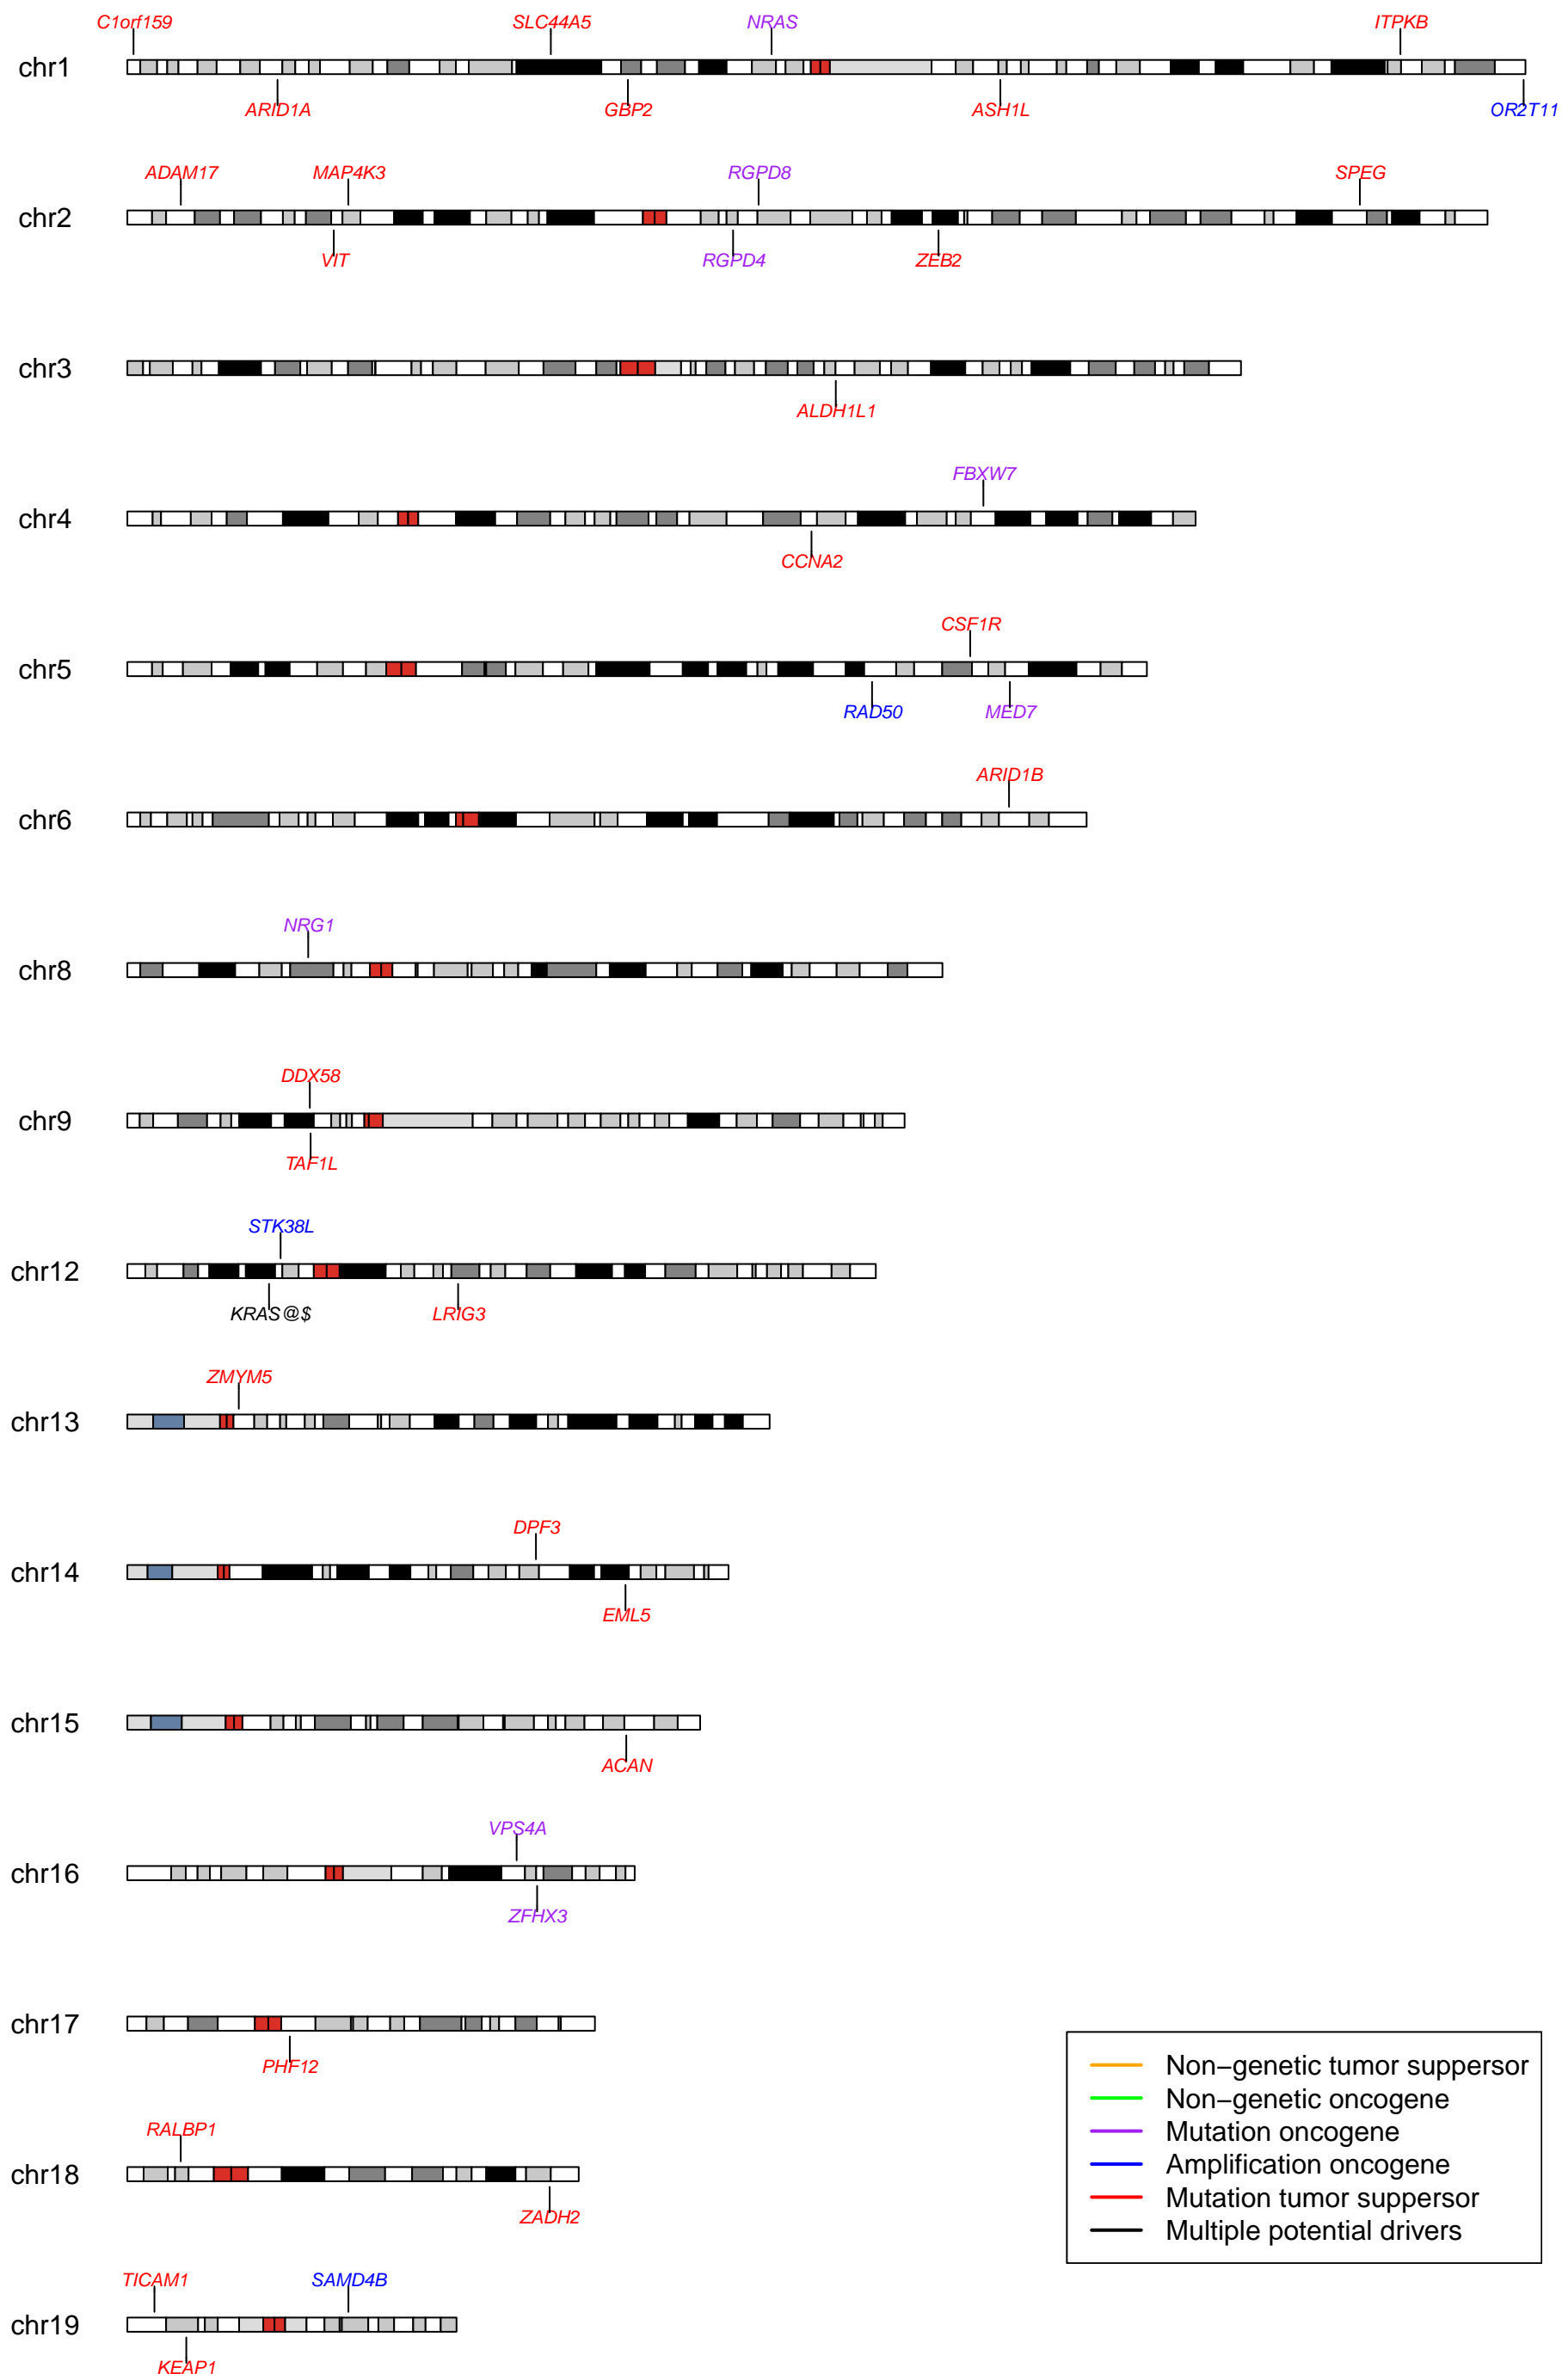 C1orf159 SLC44A5 NRAS ITPKB
chr1
ARID1A GBP2 ASH1L OR2T11
ADAM17 MAP4K3 RGPD8 SPEG
chr2
VIT RGPD4 ZEB2
chr3
ALDH1L1
FBXW7
chr4
CCNA2
CSF1R
chr5
RAD50 MED7
ARID1B
chr6
NRG1
chr8
DDX58
chr9
TAF1L
STK38L
chr12
KRAS@$ LRIG3
ZMYM5
chr13
DPF3
chr14
EML5
chr15
ACAN
VPS4A
chr16
ZFHX3
chr17
PHF12
RALBP1
chr18
ZADH2
TICAM1 SAMD4B
chr19
KEAP1
Non−genetic tumor suppersor
Non−genetic oncogene
Mutation oncogene
Amplification oncogene
Mutation tumor suppersor
Multiple potential drivers